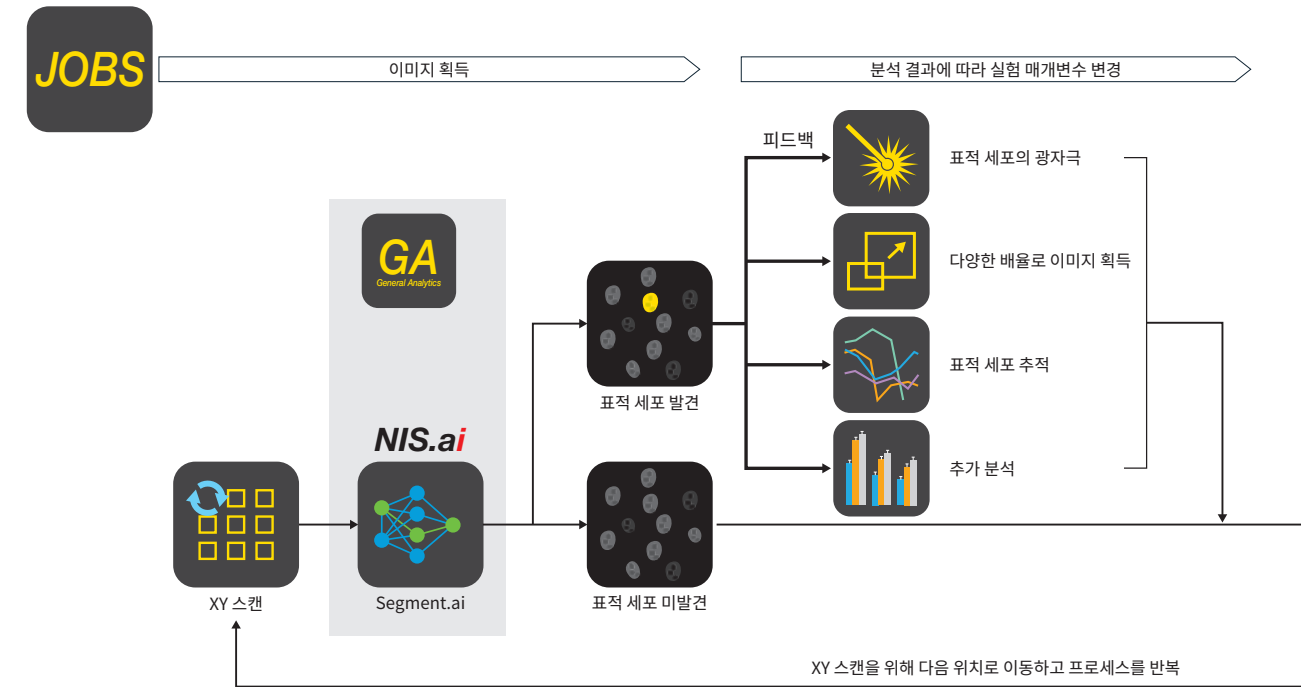 JOBS
이미지 획득
분석 결과에 따라 실험 매개변수 변경
피드백
표적 세포의 광자극
GA
General Analytics
다양한 배율로 이미지 획득
표적 세포 추적
표적 세포 발견
NIS.ai
추가 분석
XY 스캔
Segment.ai
표적 세포 미발견
XY 스캔을 위해 다음 위치로 이동하고 프로세스를 반복